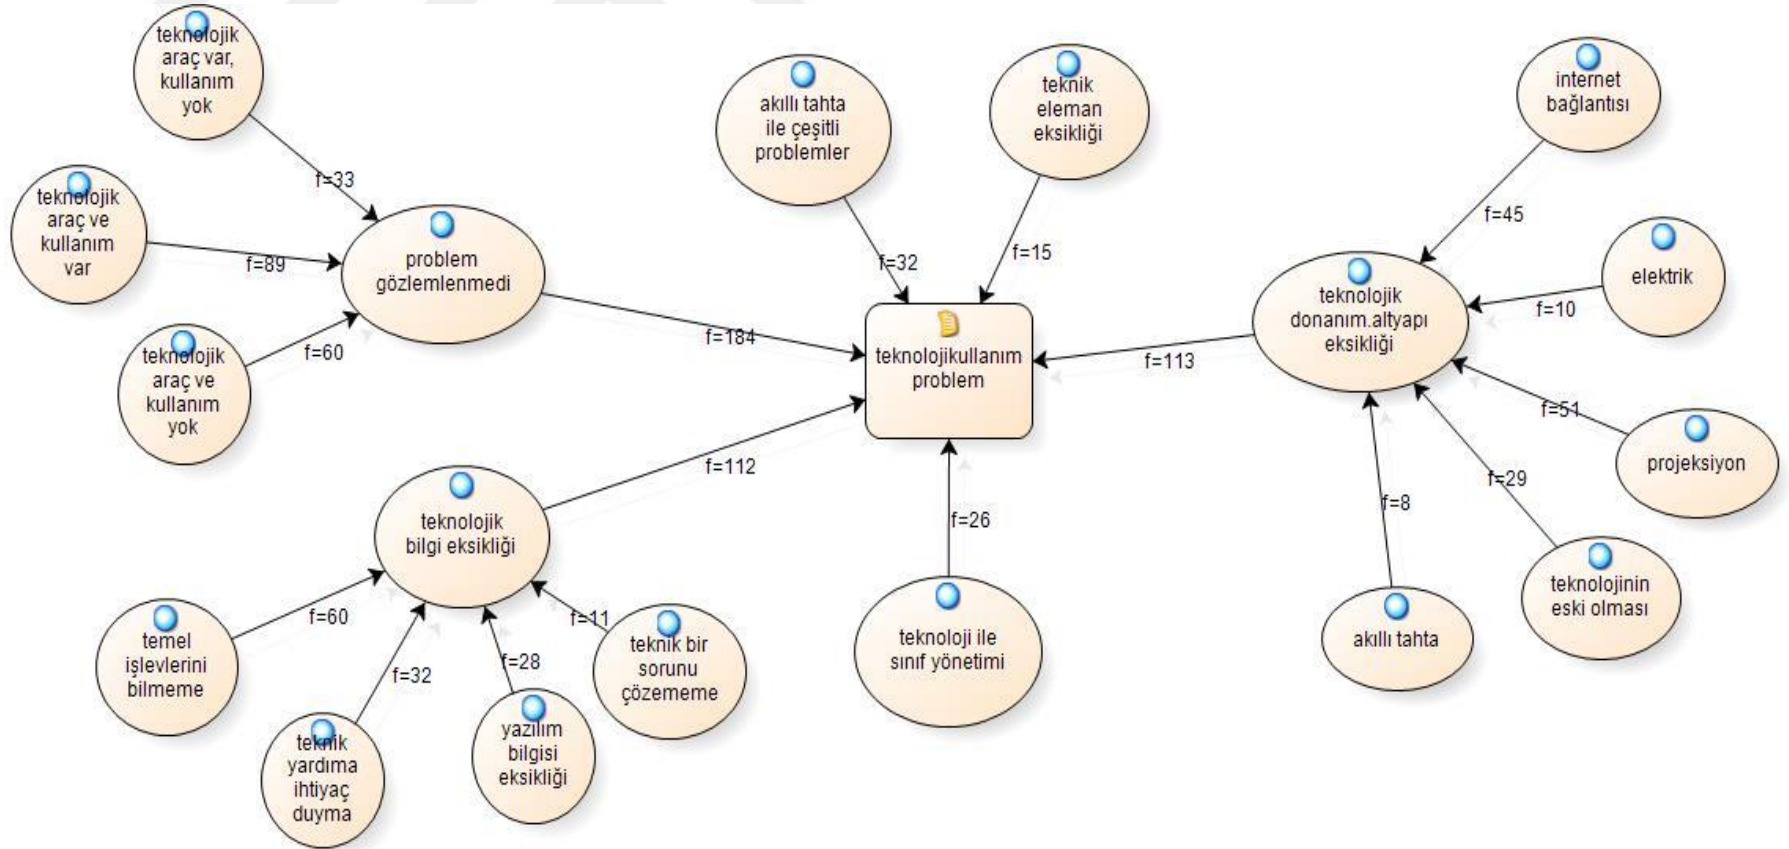 teknolojik
araç var,
kullanım
yok
f=33
teknolojik
araç ve
kullanım
var
f=89
teknolojik
araç ve
kullanım
yok
f=60
problem
gözlemlenmedi
f=184
akıllı tahta
ile çeşitli
problemler
f=32
teknik
eleman
eksikliği
f=15
teknolojikullanım
problem
internet
bağlantısı
f=45
elektrik
f=10
teknolojik
donanım.altyapı
eksikliği
f=113
projeksiyon
f=51
teknolojinin
eski olması
f=29
akıllı tahta
f=8
teknolojik
bilgi eksikliği
f=112
temel
işlevlerini
bilmeme
f=60
teknik
yardıma
ihtiyaç
duyma
f=32
yazılım
bilgisi
eksikliği
f=28
teknik bir
sorunu
çözememe
f=11
teknoloji ile
sınıf yönetimi
f=26